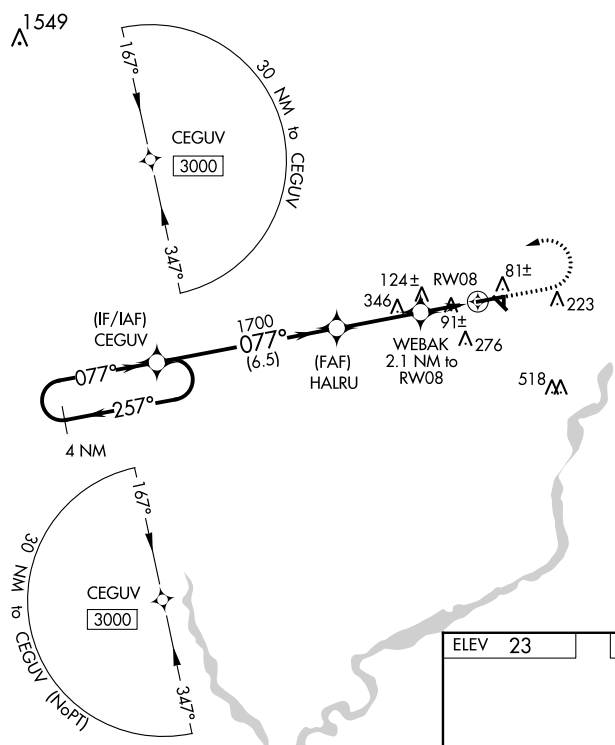 1549
167°
30 NM to CEGUV
CEGUV
3000
347°
124±
RW08
81±
346
223
(IF/IAF)
CEGUV
1700
077°
(6.5)
91±
276
(FAF)
HALRU
WEBAK
2.1 NM to
RW08
077°
257°
518
4 NM
167°
30 NM to CEGUV (NoPT)
CEGUV
3000
347°
ELEV 23